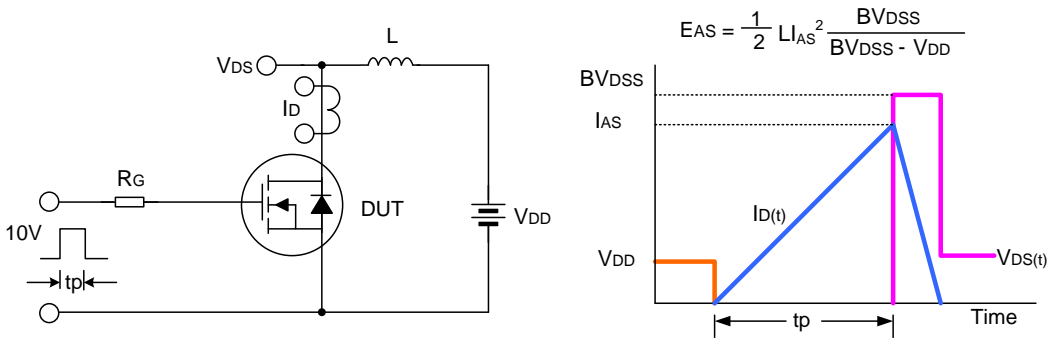 L
VDS
ID
RG
DUT
VDD
10V
tp
EAS = 1/2 LIAS² BVDSS / (BVDSS - VDD)
BVDSS
IAS
ID(t)
VDD
VDS(t)
tp
Time